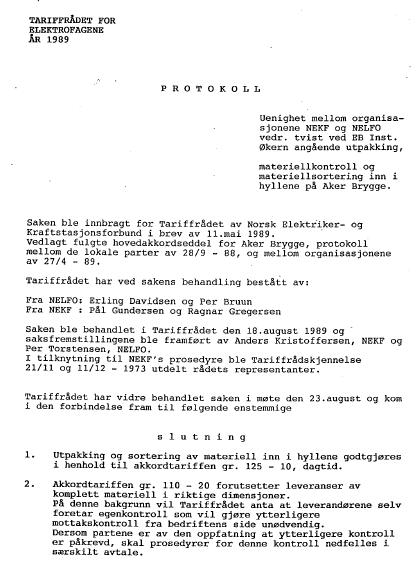 TARIFFRÅDET FOR
ELEKTROFAGENE
ÅR 1989
P R O T O K O L L
Uenighet mellom organisa-
sjonene NEKF og NELFO
vedr. tvist ved EB Inst.
Økern angående utpakking,
materiellkontroll og
materiellsortering inn i
hyllene på Aker Brygge.
Saken ble innbragt for Tariffrådet av Norsk Elektriker- og
Kraftstasjonsforbund i brev av 11.mai 1989.
Vedlagt fulgte hovedakkordseddel for Aker Brygge, protokoll
mellom de lokale parter av 28/9 - 88, og mellom organisasjonene
av 27/4 - 89.
Tariffrådet har ved sakens behandling bestått av:
Fra NELFO: Erling Davidsen og Per Bruun
Fra NEKF : Pål Gundersen og Ragnar Gregersen
Saken ble behandlet i Tariffrådet den 18.august 1989 og
saksfremstillingene ble framført av Anders Kristoffersen, NEKF og
Per Torstensen, NELFO.
I tilknytning til NEKF's prosedyre ble Tariffrådskjennelse
21/11 og 11/12 - 1973 utdelt rådets representanter.
Tariffrådet har vidre behandlet saken i møte den 23.august og kom
i den forbindelse fram til følgende enstemmige
s l u t n i n g
1. Utpakking og sortering av materiell inn i hyllene godtgjøres
i henhold til akkordtariffen gr. 125 - 10, dagtid.
2. Akkordtariffen gr. 110 - 20 forutsetter leveranser av
komplett materiell i riktige dimensjoner.
På denne bakgrunn vil Tariffrådet anta at leverandørene selv
foretar egenkontroll som vil gjøre ytterligere
mottakskontroll fra bedriftens side unødvendig.
Dersom partene er av den oppfatning at ytterligere kontroll
er påkrevd, skal prosedyrer for denne kontroll nedfelles i
særskilt avtale.